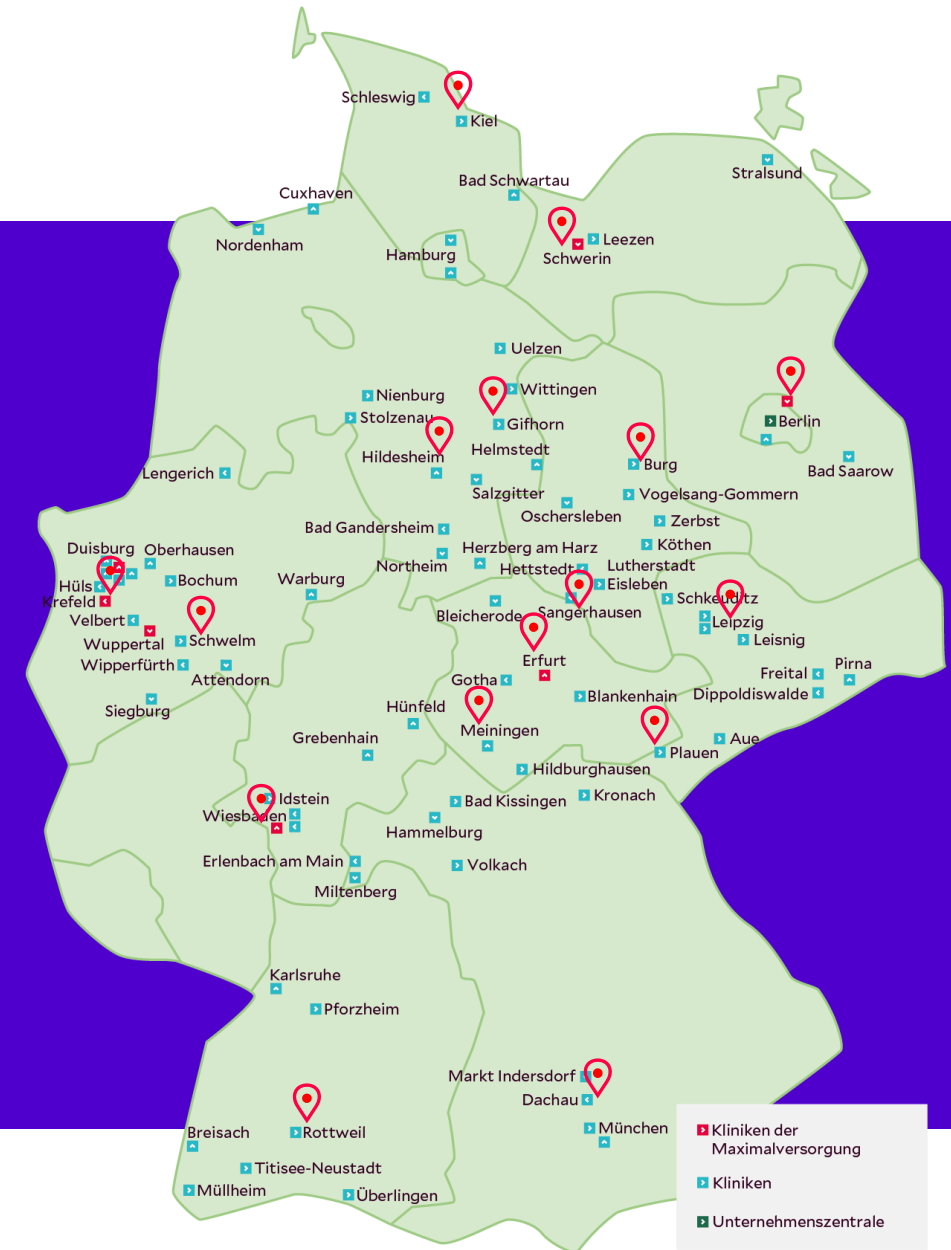 Schleswig
Kiel
Stralsund
Bad Schwartau
Cuxhaven
Nordenham
Leezen
Hamburg
Schwerin
Uelzen
Nienburg
Wittingen
Stolzenau
Gifhorn
Berlin
Hildesheim
Helmstedt
Burg
Bad Saarow
Lengerich
Salzgitter
Vogelsang-Gommern
Oschersleben
Zerbst
Bad Gandersheim
Köthen
Duisburg
Oberhausen
Herzberg am Harz
Northeim
Hettstedt
Lutherstadt
Eisleben
Hüls
Bochum
Warburg
Krefeld
Schkeuditz
Bleicherode
Sangerhausen
Velbert
Leipzig
Wuppertal
Schwelm
Leisnig
Wipperfürth
Erfurt
Pirna
Attendorn
Gotha
Freital
Blankenhain
Dippoldiswalde
Siegburg
Hünfeld
Meiningen
Grebenhain
Aue
Plauen
Hildburghausen
Idstein
Bad Kissingen
Kronach
Wiesbaden
Hammelburg
Erlenbach am Main
Volkach
Miltenberg
Karlsruhe
Pforzheim
Markt Indersdorf
Dachau
Breisach
Rottweil
München
Titisee-Neustadt
Müllheim
Überlingen
Kliniken der
Maximalversorgung
Kliniken
Unternehmenszentrale